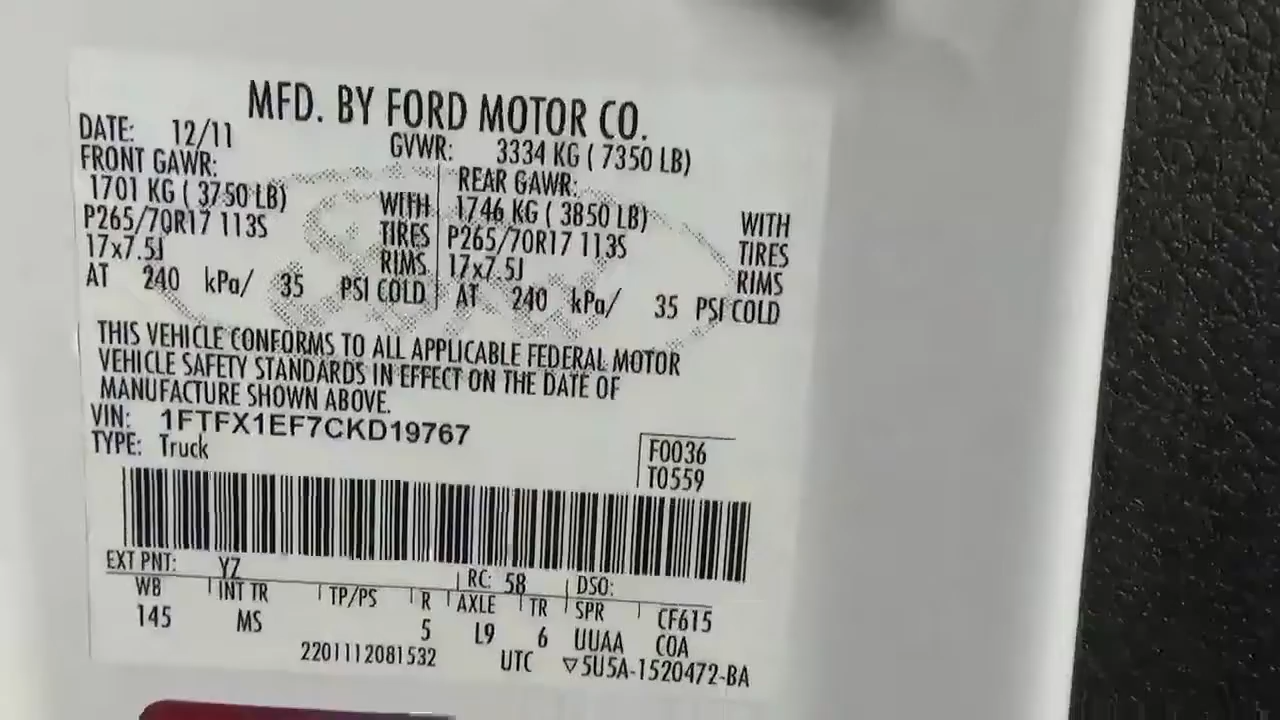 MFD. BY FORD MOTOR CO.
DATE: 12/11 GVWR: 3334 KG ( 7350 LB)
FRONT GAWR: REAR GAWR:
1701 KG ( 3750 LB) WITH 1746 KG ( 3850 LB) WITH
P265/70R17 113S TIRES P265/70R17 113S TIRES
17x7.5J RIMS 17x7.5J RIMS
AT 240 kPa/ 35 PSI COLD AT 240 kPa/ 35 PSI COLD
THIS VEHICLE CONFORMS TO ALL APPLICABLE FEDERAL MOTOR
VEHICLE SAFETY STANDARDS IN EFFECT ON THE DATE OF
MANUFACTURE SHOWN ABOVE.
VIN: 1FTFX1EF7CKD19767
TYPE: Truck
F0036
T0559
EXT PNT: YZ RC: 58 DSO:
WB INT TR TP/PS R AXLE TR SPR CF615
145 MS 5 L9 6 UUAA COA
2201112081532 UTC ▽5U5A-1520472-BA